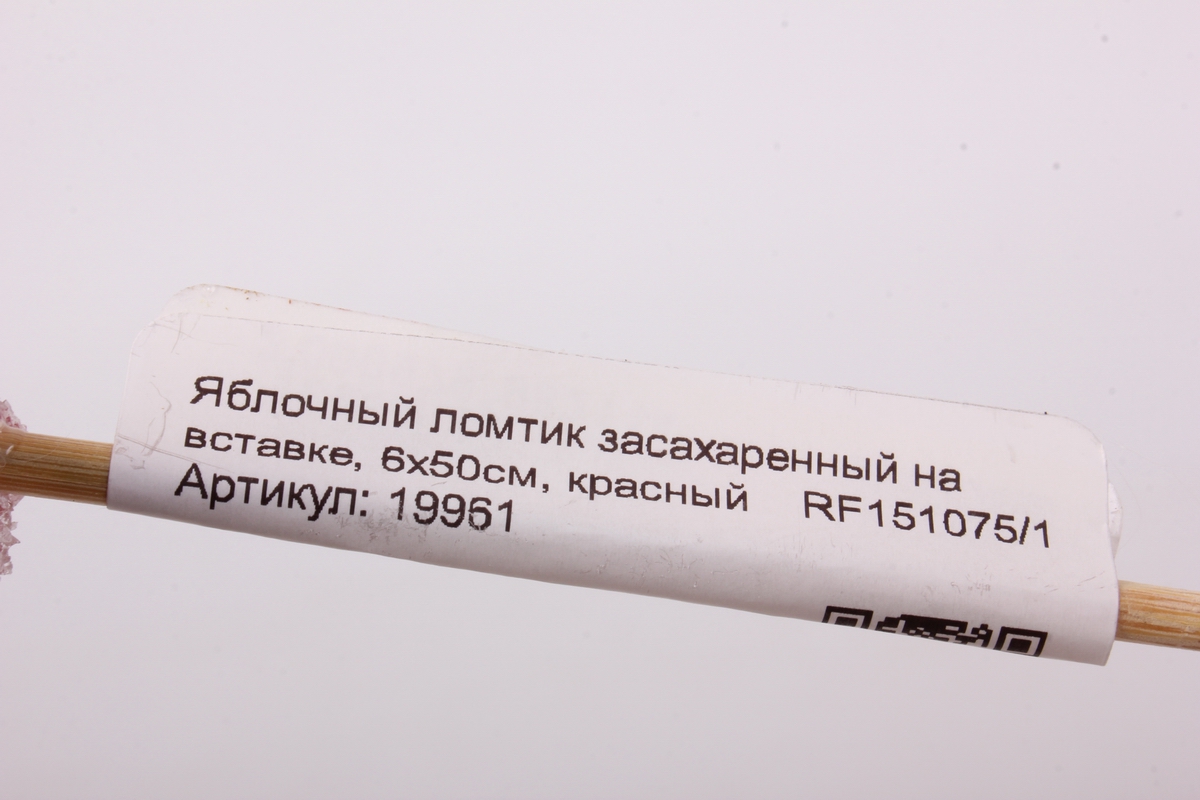 Яблочный ломтик засахаренный на
вставке, 6х50см, красный RF151075/1
Артикул: 19961